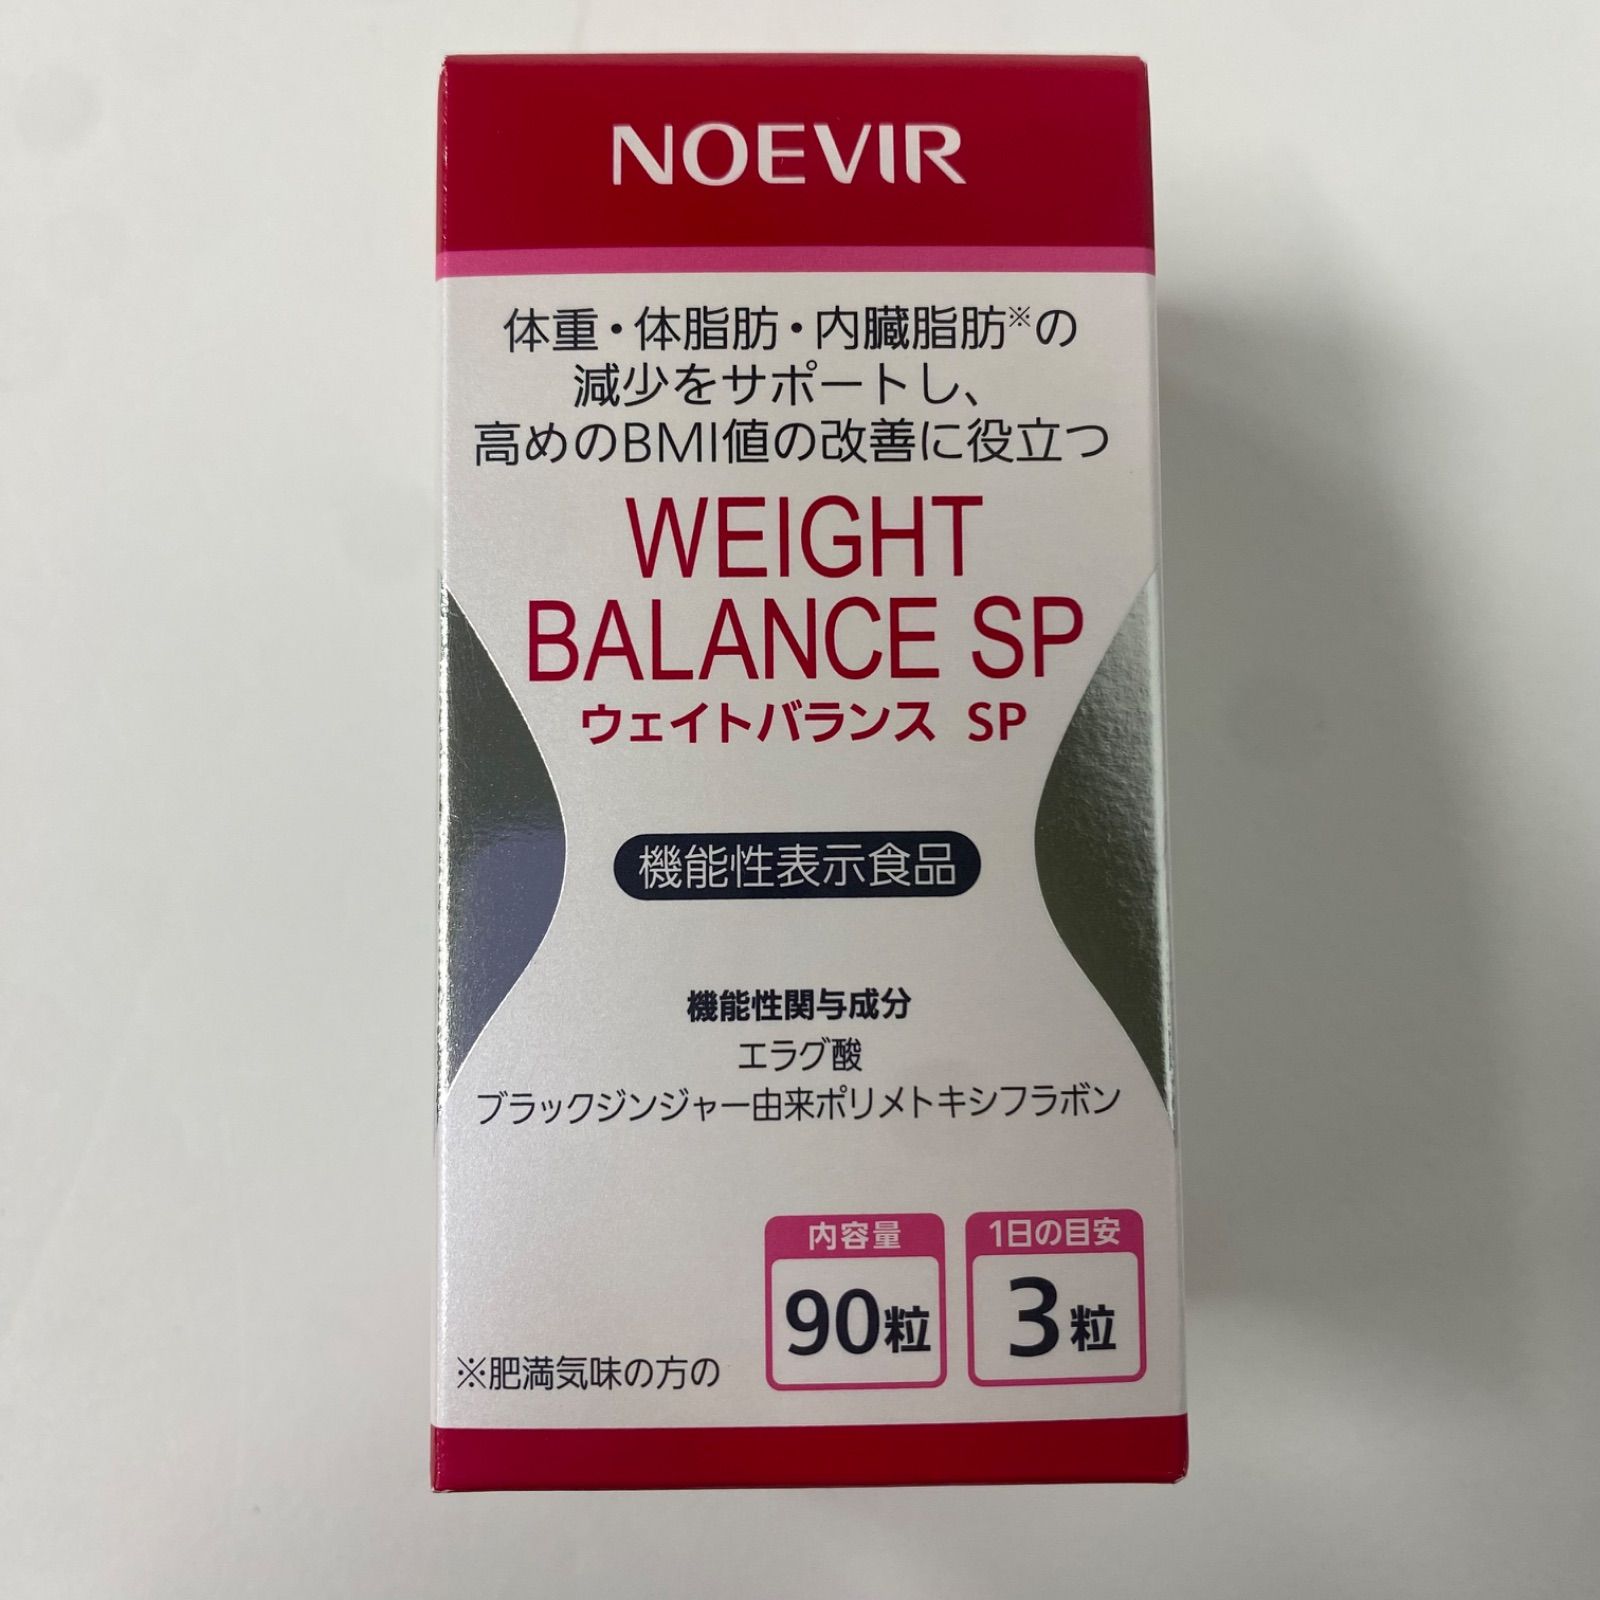 NOEVIR
体重・体脂肪・内臓脂肪※の
減少をサポートし、
高めのBMI値の改善に役立つ
WEIGHT
BALANCE SP
ウェイトバランス SP
機能性表示食品
機能性関与成分
エラグ酸
ブラックジンジャー由来ポリメトキシフラボン
内容量
90粒
1日の目安
3粒
※肥満気味の方の